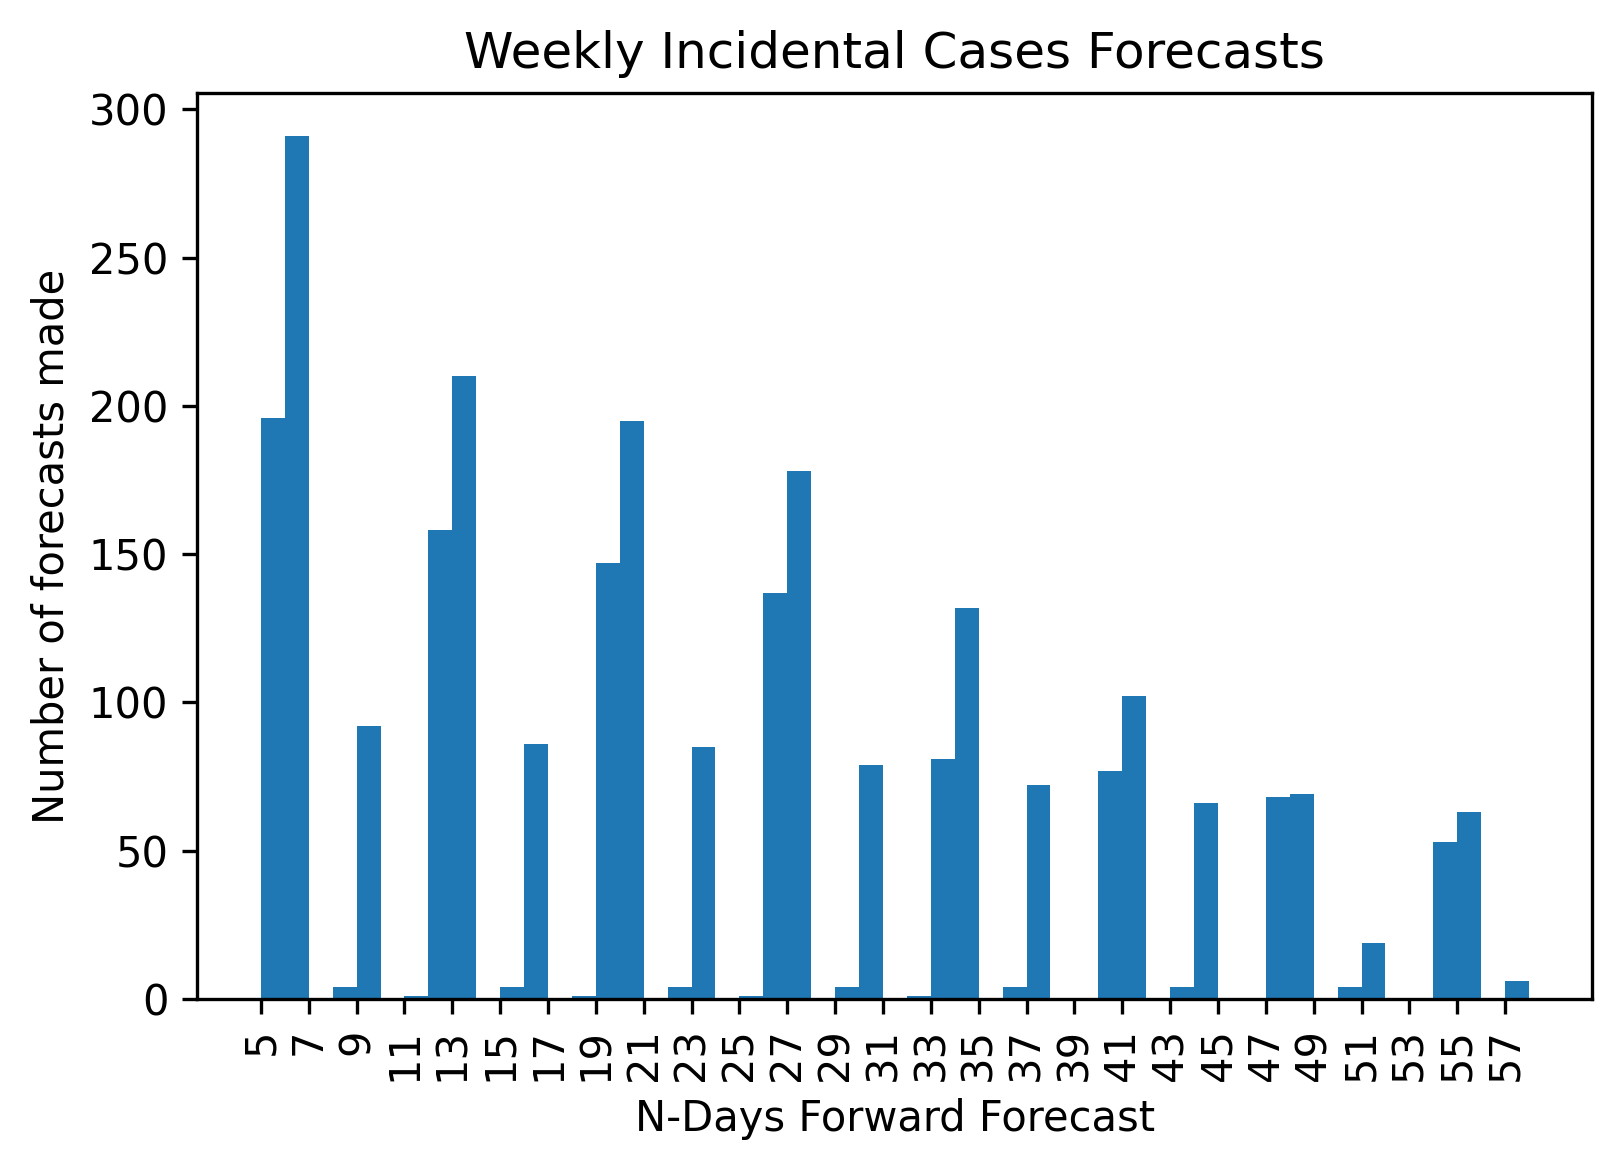 Weekly Incidental Cases Forecasts
Number of forecasts made
300
250
200
150
100
50
0
5 7 9 11 13 15 17 19 21 23 25 27 29 31 33 35 37 39 41 43 45 47 49 51 53 55 57
N-Days Forward Forecast